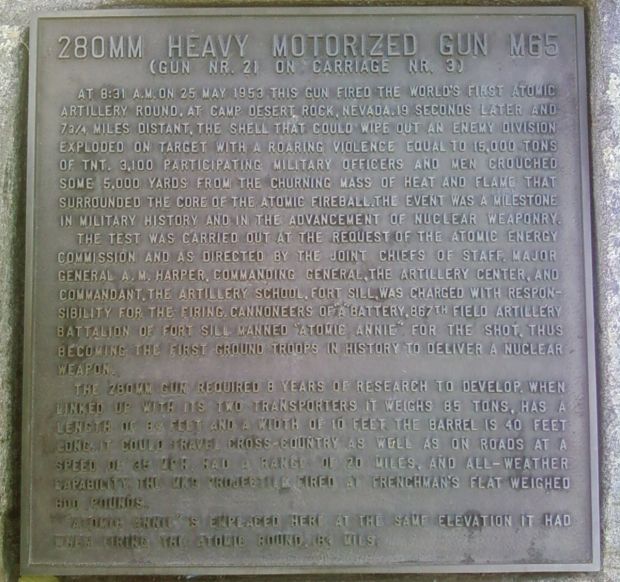 280MM HEAVY MOTORIZED GUN M65
(GUN NR. 21 ON CARRIAGE NR. 3)
AT 8:31 A.M. ON 25 MAY 1953 THIS GUN FIRED THE WORLD'S FIRST ATOMIC
ARTILLERY ROUND. AT CAMP DESERT ROCK, NEVADA. 19 SECONDS LATER AND
7 3/4 MILES DISTANT, THE SHELL THAT COULD WIPE OUT AN ENEMY DIVISION
EXPLODED ON TARGET WITH A ROARING VIOLENCE EQUAL TO 15,000 TONS
OF TNT. 3,100 PARTICIPATING MILITARY OFFICERS AND MEN CROUCHED
SOME 5,000 YARDS FROM THE CHURNING MASS OF HEAT AND FLAME THAT
SURROUNDED THE CORE OF THE ATOMIC FIREBALL. THE EVENT WAS A MILESTONE
IN MILITARY HISTORY AND IN THE ADVANCEMENT OF NUCLEAR WEAPONRY.
THE TEST WAS CARRIED OUT AT THE REQUEST OF THE ATOMIC ENERGY
COMMISSION AND AS DIRECTED BY THE JOINT CHIEFS OF STAFF. MAJOR
GENERAL A. M. HARPER, COMMANDING GENERAL, THE ARTILLERY CENTER, AND
COMMANDANT, THE ARTILLERY SCHOOL, FORT SILL, WAS CHARGED WITH RESPON-
SIBILITY FOR THE FIRING. CANNONEERS OF A BATTERY, 867TH FIELD ARTILLERY
BATTALION OF FORT SILL MANNED "ATOMIC ANNIE" FOR THE SHOT, THUS
BECOMING THE FIRST GROUND TROOPS IN HISTORY TO DELIVER A NUCLEAR
WEAPON.
THE 280MM GUN REQUIRED 8 YEARS OF RESEARCH TO DEVELOP. WHEN
LINKED UP WITH ITS TWO TRANSPORTERS IT WEIGHS 85 TONS, HAS A
LENGTH OF 84 FEET AND A WIDTH OF 10 FEET. THE BARREL IS 40 FEET
LONG. IT COULD TRAVEL CROSS-COUNTRY AS WELL AS ON ROADS AT A
SPEED OF 35 MPH, HAD A RANGE OF 20 MILES, AND ALL-WEATHER
CAPABILITY. THE MK9 PROJECTILE FIRED AT FRENCHMAN'S FLAT WEIGHED
800 POUNDS.
"ATOMIC ANNIE" IS EMPLACED HERE AT THE SAME ELEVATION IT HAD
WHEN FIRING THE ATOMIC ROUND, MILS.